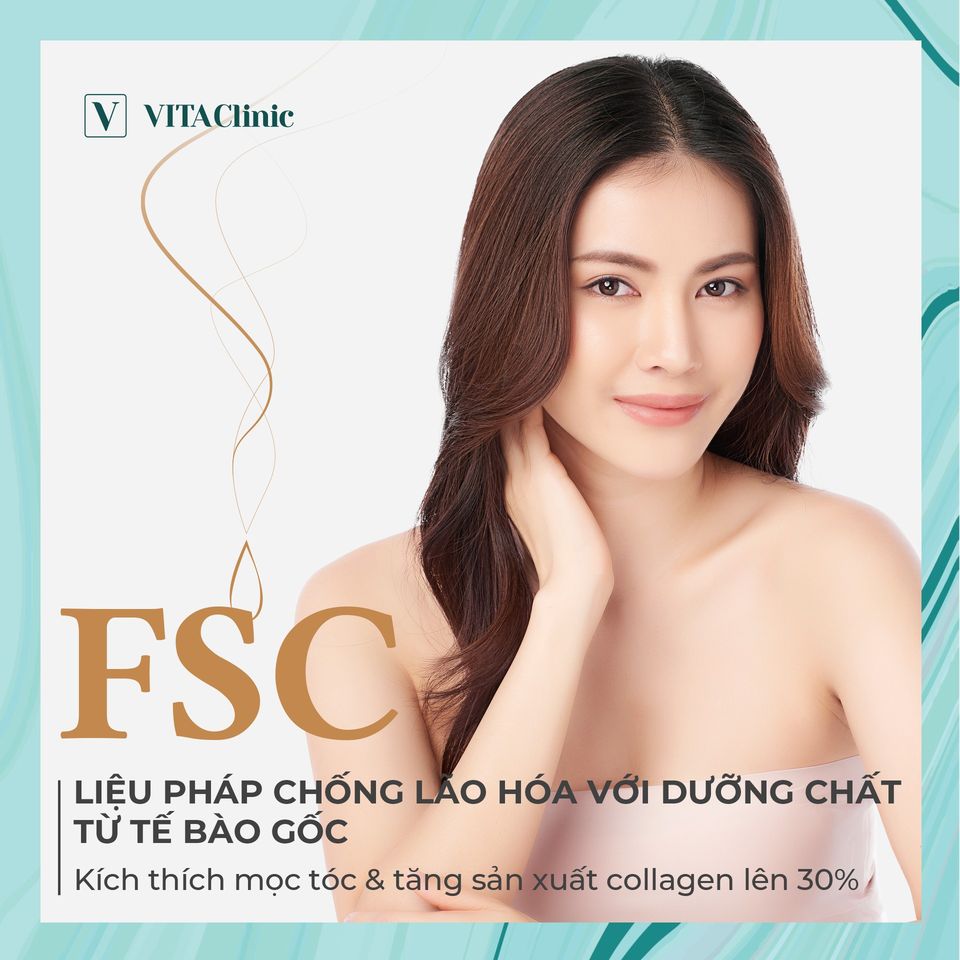 V VITAClinic
FSC
LIỆU PHÁP CHỐNG LÃO HÓA VỚI DƯỠNG CHẤT
TỪ TẾ BÀO GỐC
Kích thích mọc tóc & tăng sản xuất collagen lên 30%